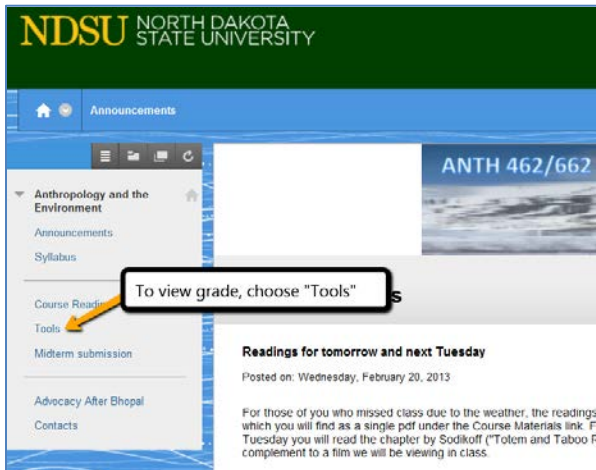 NDSU NORTH DAKOTA
STATE UNIVERSITY
Announcements
ANTH 462/662
Anthropology and the
Environment
Announcements
Syllabus
To view grade, choose "Tools"
s
Course Readin
Tools
Midterm submission
Readings for tomorrow and next Tuesday
Posted on: Wednesday, February 20, 2013
Advocacy After Bhopal
Contacts
For those of you who missed class due to the weather, the readings
which you will find as a single pdf under the Course Materials link. F
Tuesday you will read the chapter by Sodikoff ("Totem and Taboo R
complement to a film we will be viewing in class.